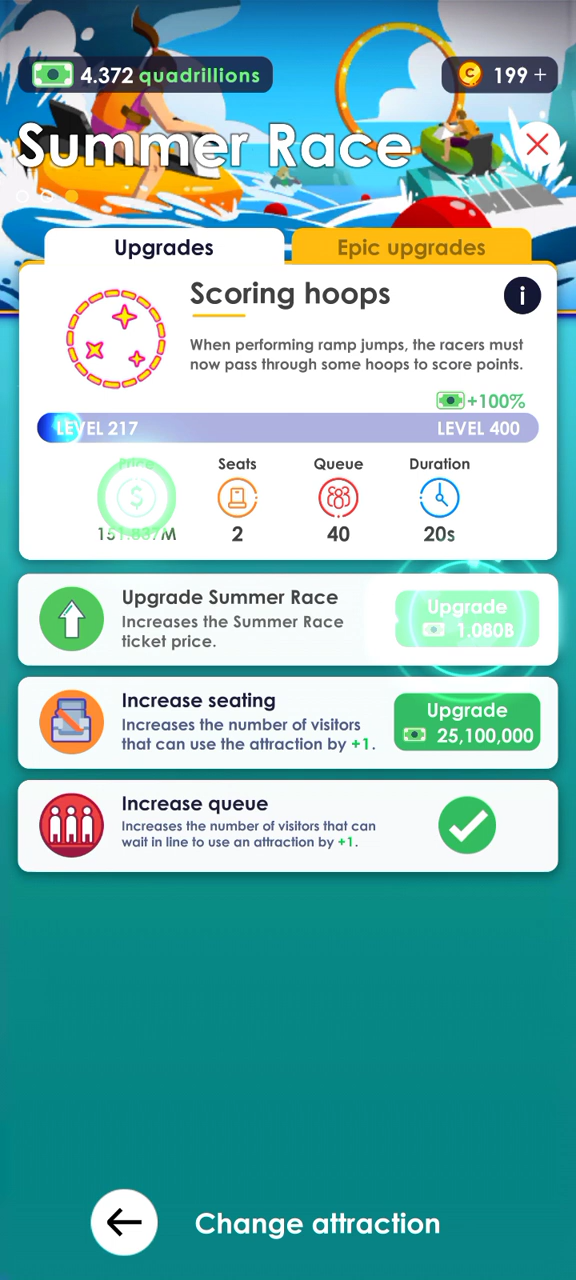 4.372 quadrillions
199 +
Summer Race
Upgrades
Epic upgrades
Scoring hoops
i
When performing ramp jumps, the racers must
now pass through some hoops to score points.
+100%
LEVEL 217
LEVEL 400
Price
Seats
Queue
Duration
151.837M
2
40
20s
Upgrade Summer Race
Increases the Summer Race
ticket price.
Upgrade
1.080B
Increase seating
Increases the number of visitors
that can use the attraction by +1.
Upgrade
25,100,000
Increase queue
Increases the number of visitors that can
wait in line to use an attraction by +1.
Change attraction